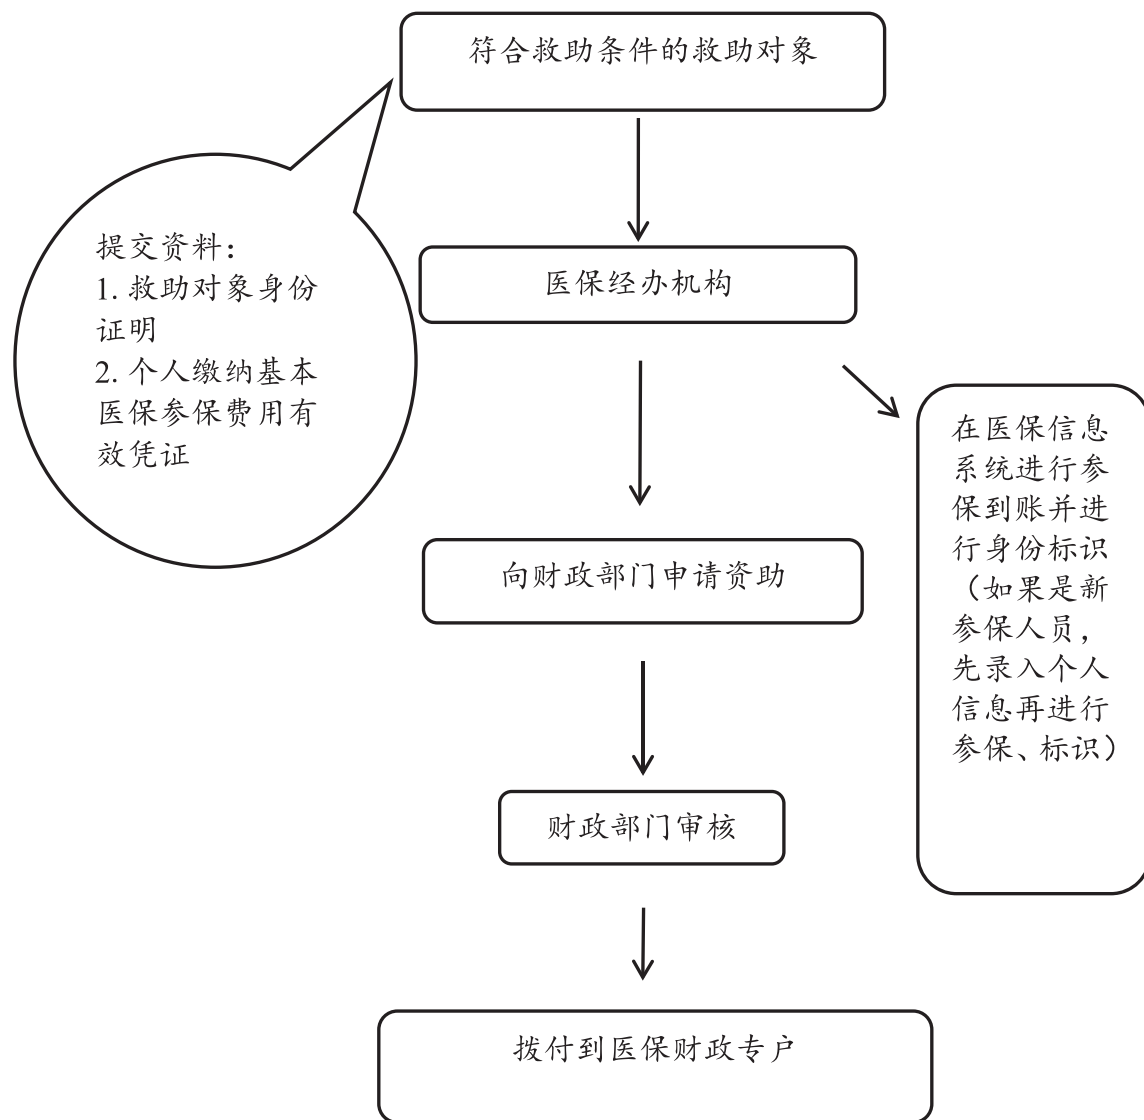 符合救助条件的救助对象
提交资料：
1. 救助对象身份
证明
2. 个人缴纳基本
医保参保费用有
效凭证
医保经办机构
在医保信息
系统进行参
保到账并进
行身份标识
（如果是新
参保人员，
先录入个人
信息再进行
参保、标识）
向财政部门申请资助
财政部门审核
拨付到医保财政专户